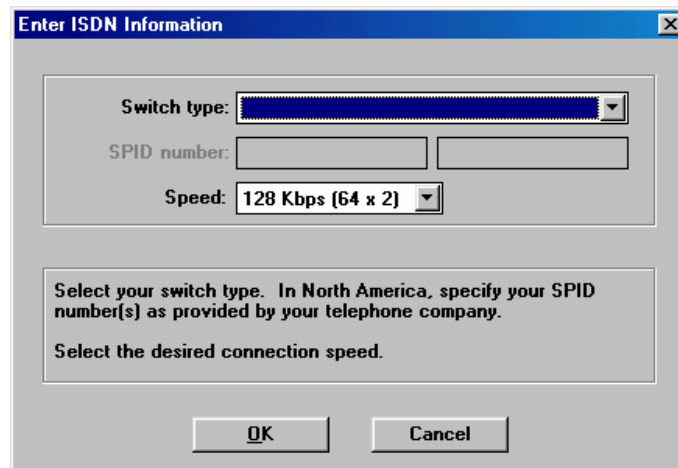 Enter ISDN Information
Switch type:
SPID number:
Speed: 128 Kbps (64 x 2)
Select your switch type. In North America, specify your SPID
number(s) as provided by your telephone company.
Select the desired connection speed.
OK Cancel